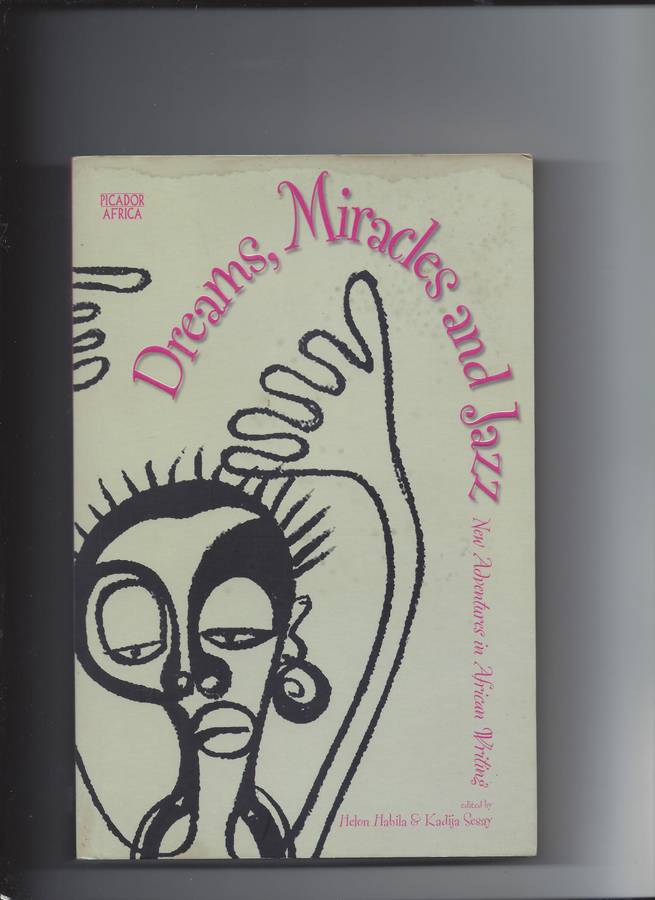 PICADOR
AFRICA
Dreams, Miracles and Jazz
New Adventures in African Writing
edited by
Helon Habila & Kadija Sesay